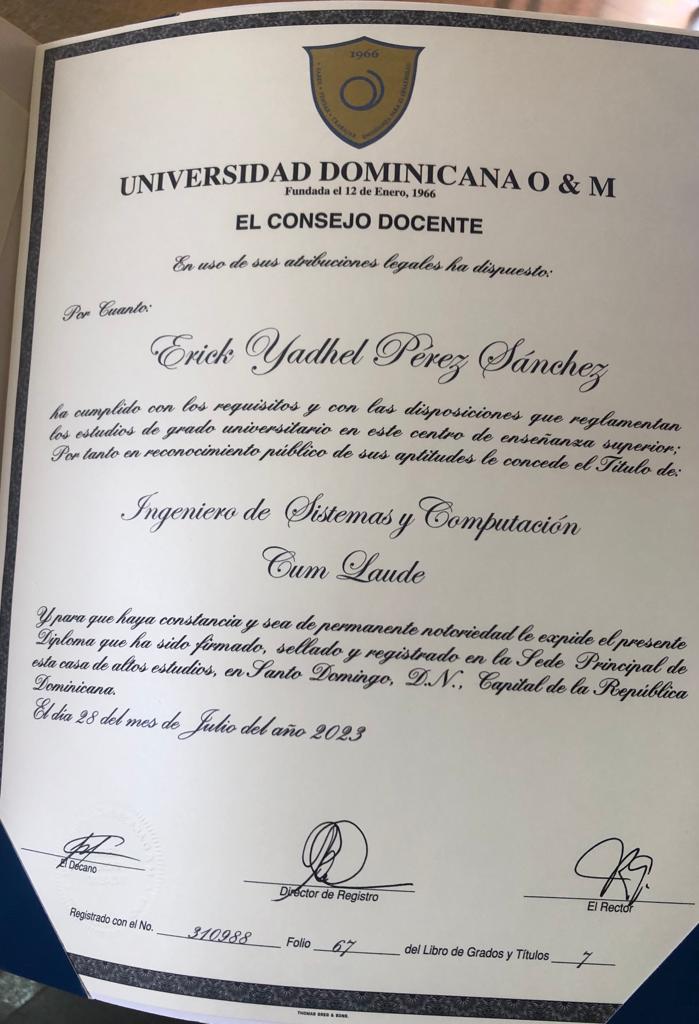 1966
UNIVERSIDAD DOMINICANA O & M
Fundada el 12 de Enero, 1966
EL CONSEJO DOCENTE
En uso de sus atribuciones legales ha dispuesto:
Por Cuanto:
Erick Yadhel Pérez Sánchez
ha cumplido con los requisitos y con las disposiciones que reglamentan
los estudios de grado universitario en este centro de enseñanza superior;
Por tanto en reconocimiento público de sus aptitudes le concede el Título de:
Ingeniero de Sistemas y Computación
Cum Laude
Y para que haya constancia y sea de permanente notoriedad le expide el presente
Diploma que ha sido firmado, sellado y registrado en la Sede Principal de
esta casa de altos estudios, en Santo Domingo, D.N., Capital de la República
Dominicana.
El día 28 del mes de Julio del año 2023
El Decano
Director de Registro
El Rector
Registrado con el No. 310988 Folio 67 del Libro de Grados y Títulos 7
THOMAS GREG & SONS